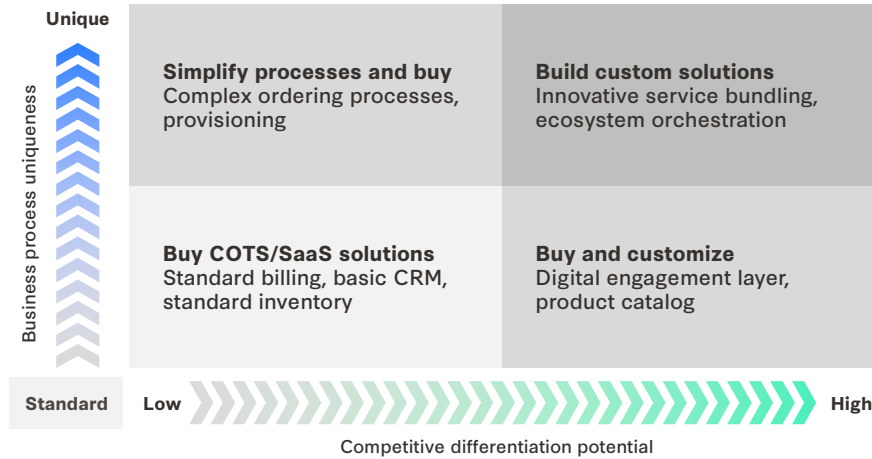 Unique
Business process uniqueness
Simplify processes and buy
Complex ordering processes,
provisioning
Build custom solutions
Innovative service bundling,
ecosystem orchestration
Buy COTS/SaaS solutions
Standard billing, basic CRM,
standard inventory
Buy and customize
Digital engagement layer,
product catalog
Standard
Low
High
Competitive differentiation potential